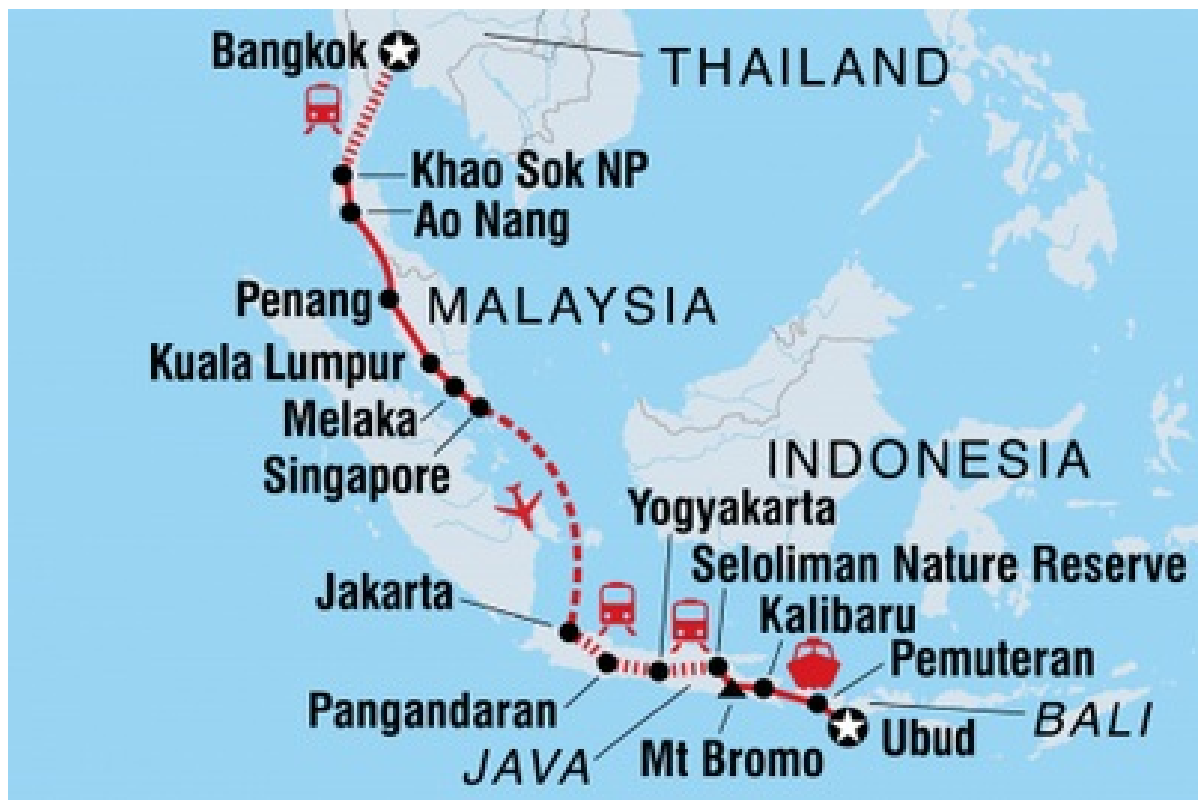 Bangkok
THAILAND
Khao Sok NP
Ao Nang
Penang
MALAYSIA
Kuala Lumpur
Melaka
Singapore
INDONESIA
Yogyakarta
Seloliman Nature Reserve
Jakarta
Kalibaru
Pemuteran
Pangandaran
BALI
Ubud
JAVA
Mt Bromo